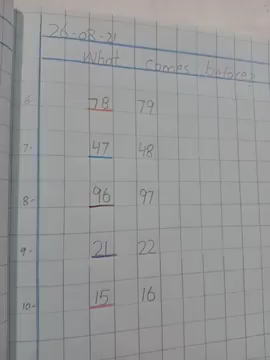 26-08-21
What comes before?
6- 78 79
7- 47 48
8- 96 97
9- 21 22
10- 15 16